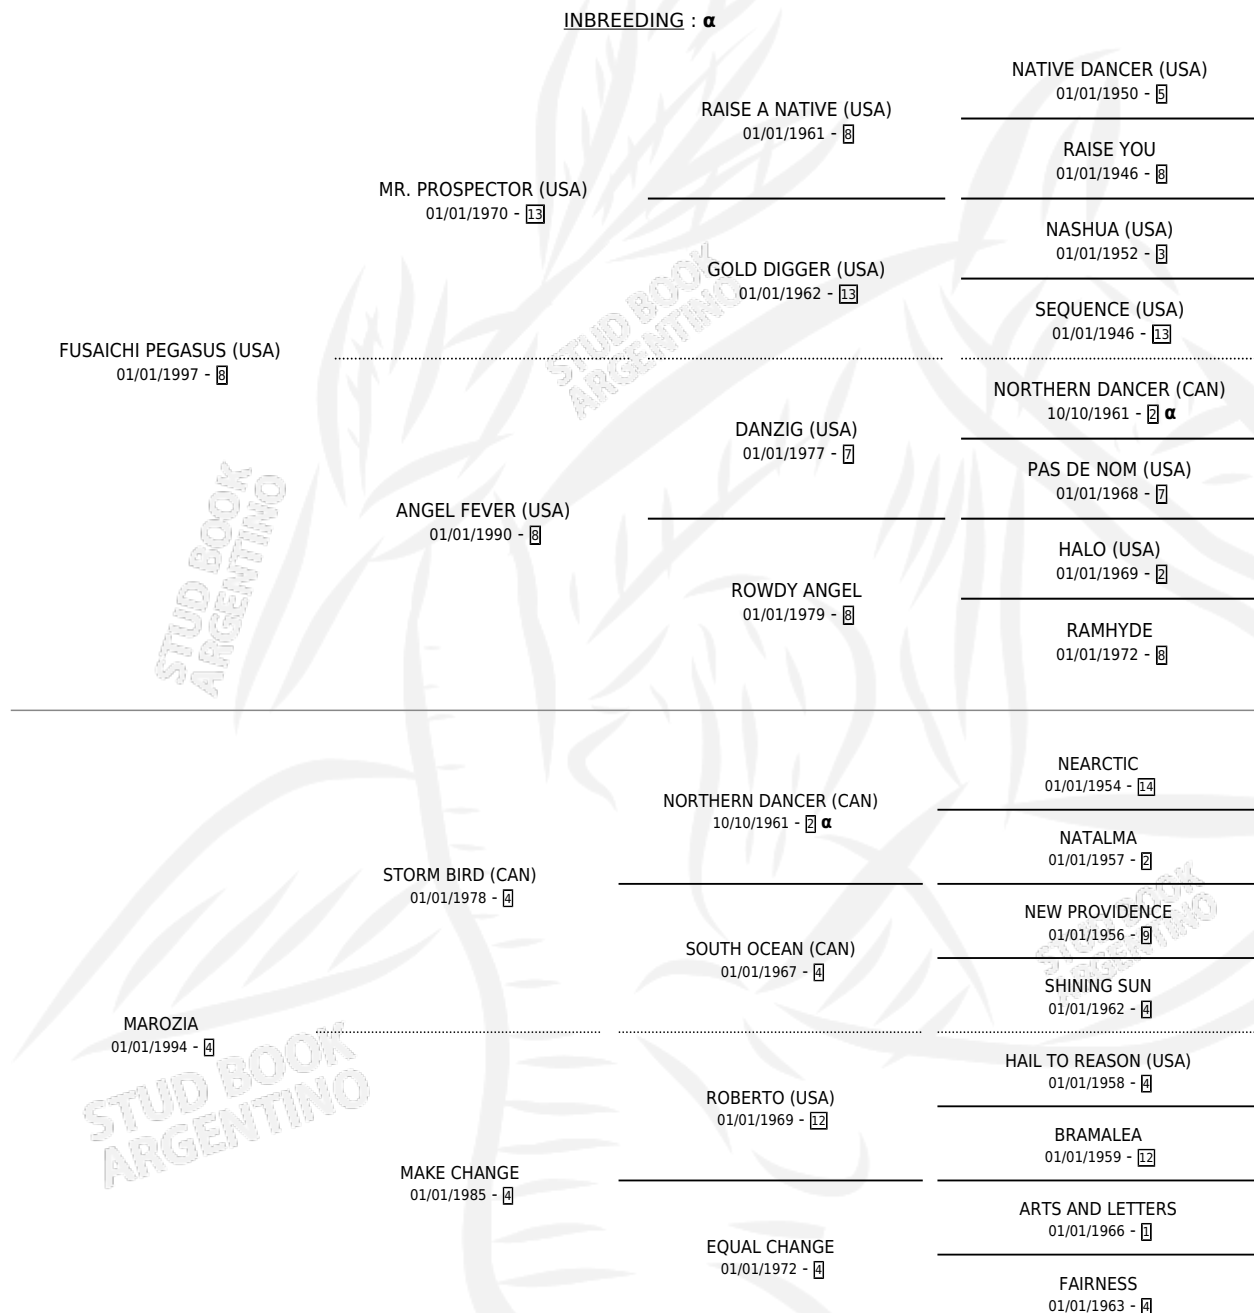 INBREEDING : α
NATIVE DANCER (USA)
01/01/1950 - 5
RAISE A NATIVE (USA)
01/01/1961 - 8
RAISE YOU
01/01/1946 - 8
MR. PROSPECTOR (USA)
01/01/1970 - 13
NASHUA (USA)
01/01/1952 - 3
GOLD DIGGER (USA)
01/01/1962 - 13
SEQUENCE (USA)
01/01/1946 - 13
FUSAICHI PEGASUS (USA)
01/01/1997 - 8
NORTHERN DANCER (CAN)
10/10/1961 - 2 α
DANZIG (USA)
01/01/1977 - 7
PAS DE NOM (USA)
01/01/1968 - 7
ANGEL FEVER (USA)
01/01/1990 - 8
HALO (USA)
01/01/1969 - 2
ROWDY ANGEL
01/01/1979 - 8
RAMHYDE
01/01/1972 - 8
NEARCTIC
01/01/1954 - 14
NORTHERN DANCER (CAN)
10/10/1961 - 2 α
NATALMA
01/01/1957 - 2
STORM BIRD (CAN)
01/01/1978 - 4
NEW PROVIDENCE
01/01/1956 - 9
SOUTH OCEAN (CAN)
01/01/1967 - 4
SHINING SUN
01/01/1962 - 4
MAROZIA
01/01/1994 - 4
HAIL TO REASON (USA)
01/01/1958 - 4
ROBERTO (USA)
01/01/1969 - 12
BRAMALEA
01/01/1959 - 12
MAKE CHANGE
01/01/1985 - 4
ARTS AND LETTERS
01/01/1966 - 1
EQUAL CHANGE
01/01/1972 - 4
FAIRNESS
01/01/1963 - 4
STUD BOOK
ARGENTINO
STUD BOOK
ARGENTINO
STUD BOOK
ARGENTINO
STUD BOOK
ARGENTINO